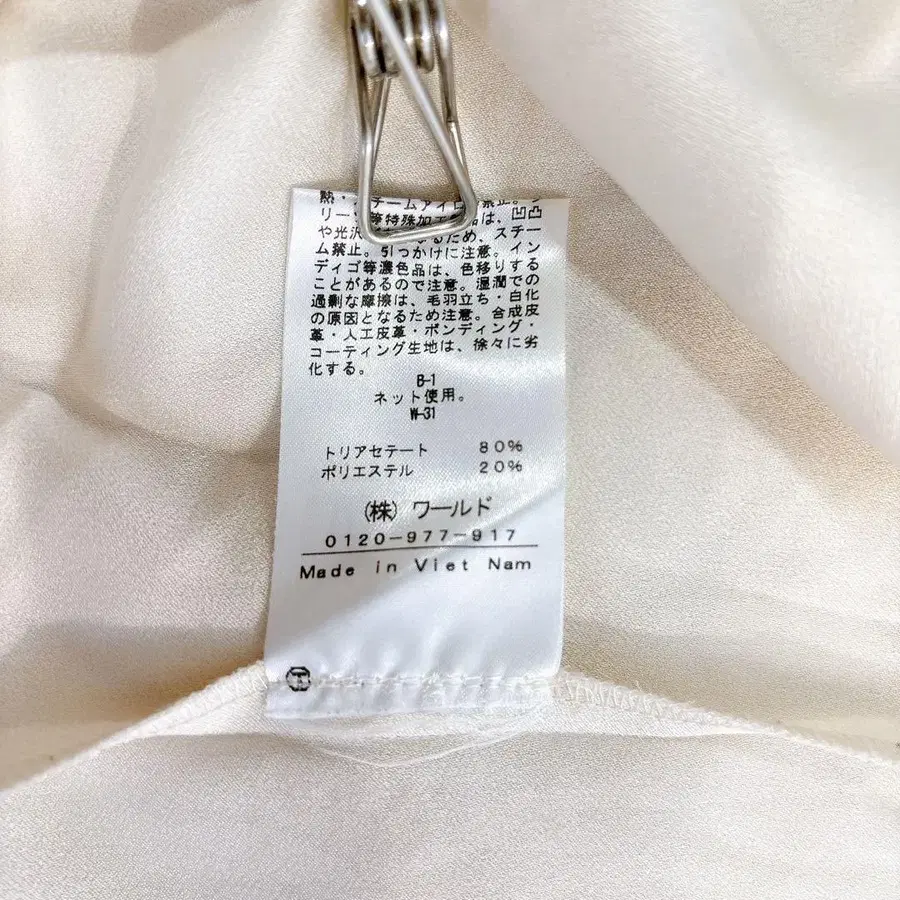 熱・ チームアイロ 禁止。
リー 等特殊加工 品は、凹凸
や光沢 なるため、スチー
ム禁止。引っかけに注意。イン
ディゴ等濃色品は、色移りする
ことがあるので注意。湿潤での
過剰な摩擦は、毛羽立ち・白化
の原因となるため注意。合成皮
革・人工皮革・ボンディング・
コーティング生地は、徐々に劣
化する。
B-1
ネット使用。
W-31
トリアセテート 80%
ポリエステル 20%
(株) ワールド
0120-977-917
Made in Viet Nam